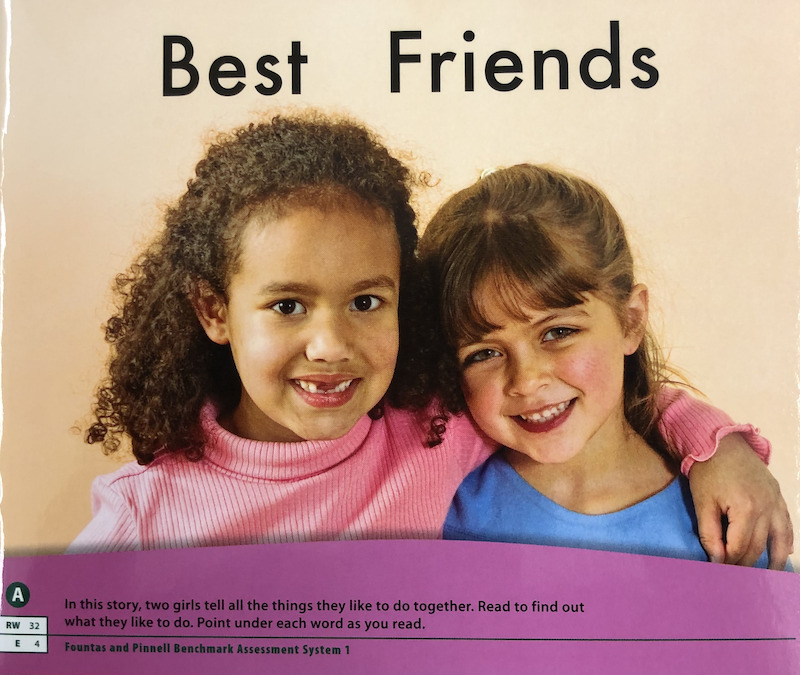 Best Friends
A
In this story, two girls tell all the things they like to do together. Read to find out
what they like to do. Point under each word as you read.
RW 32
E 4
Fountas and Pinnell Benchmark Assessment System 1